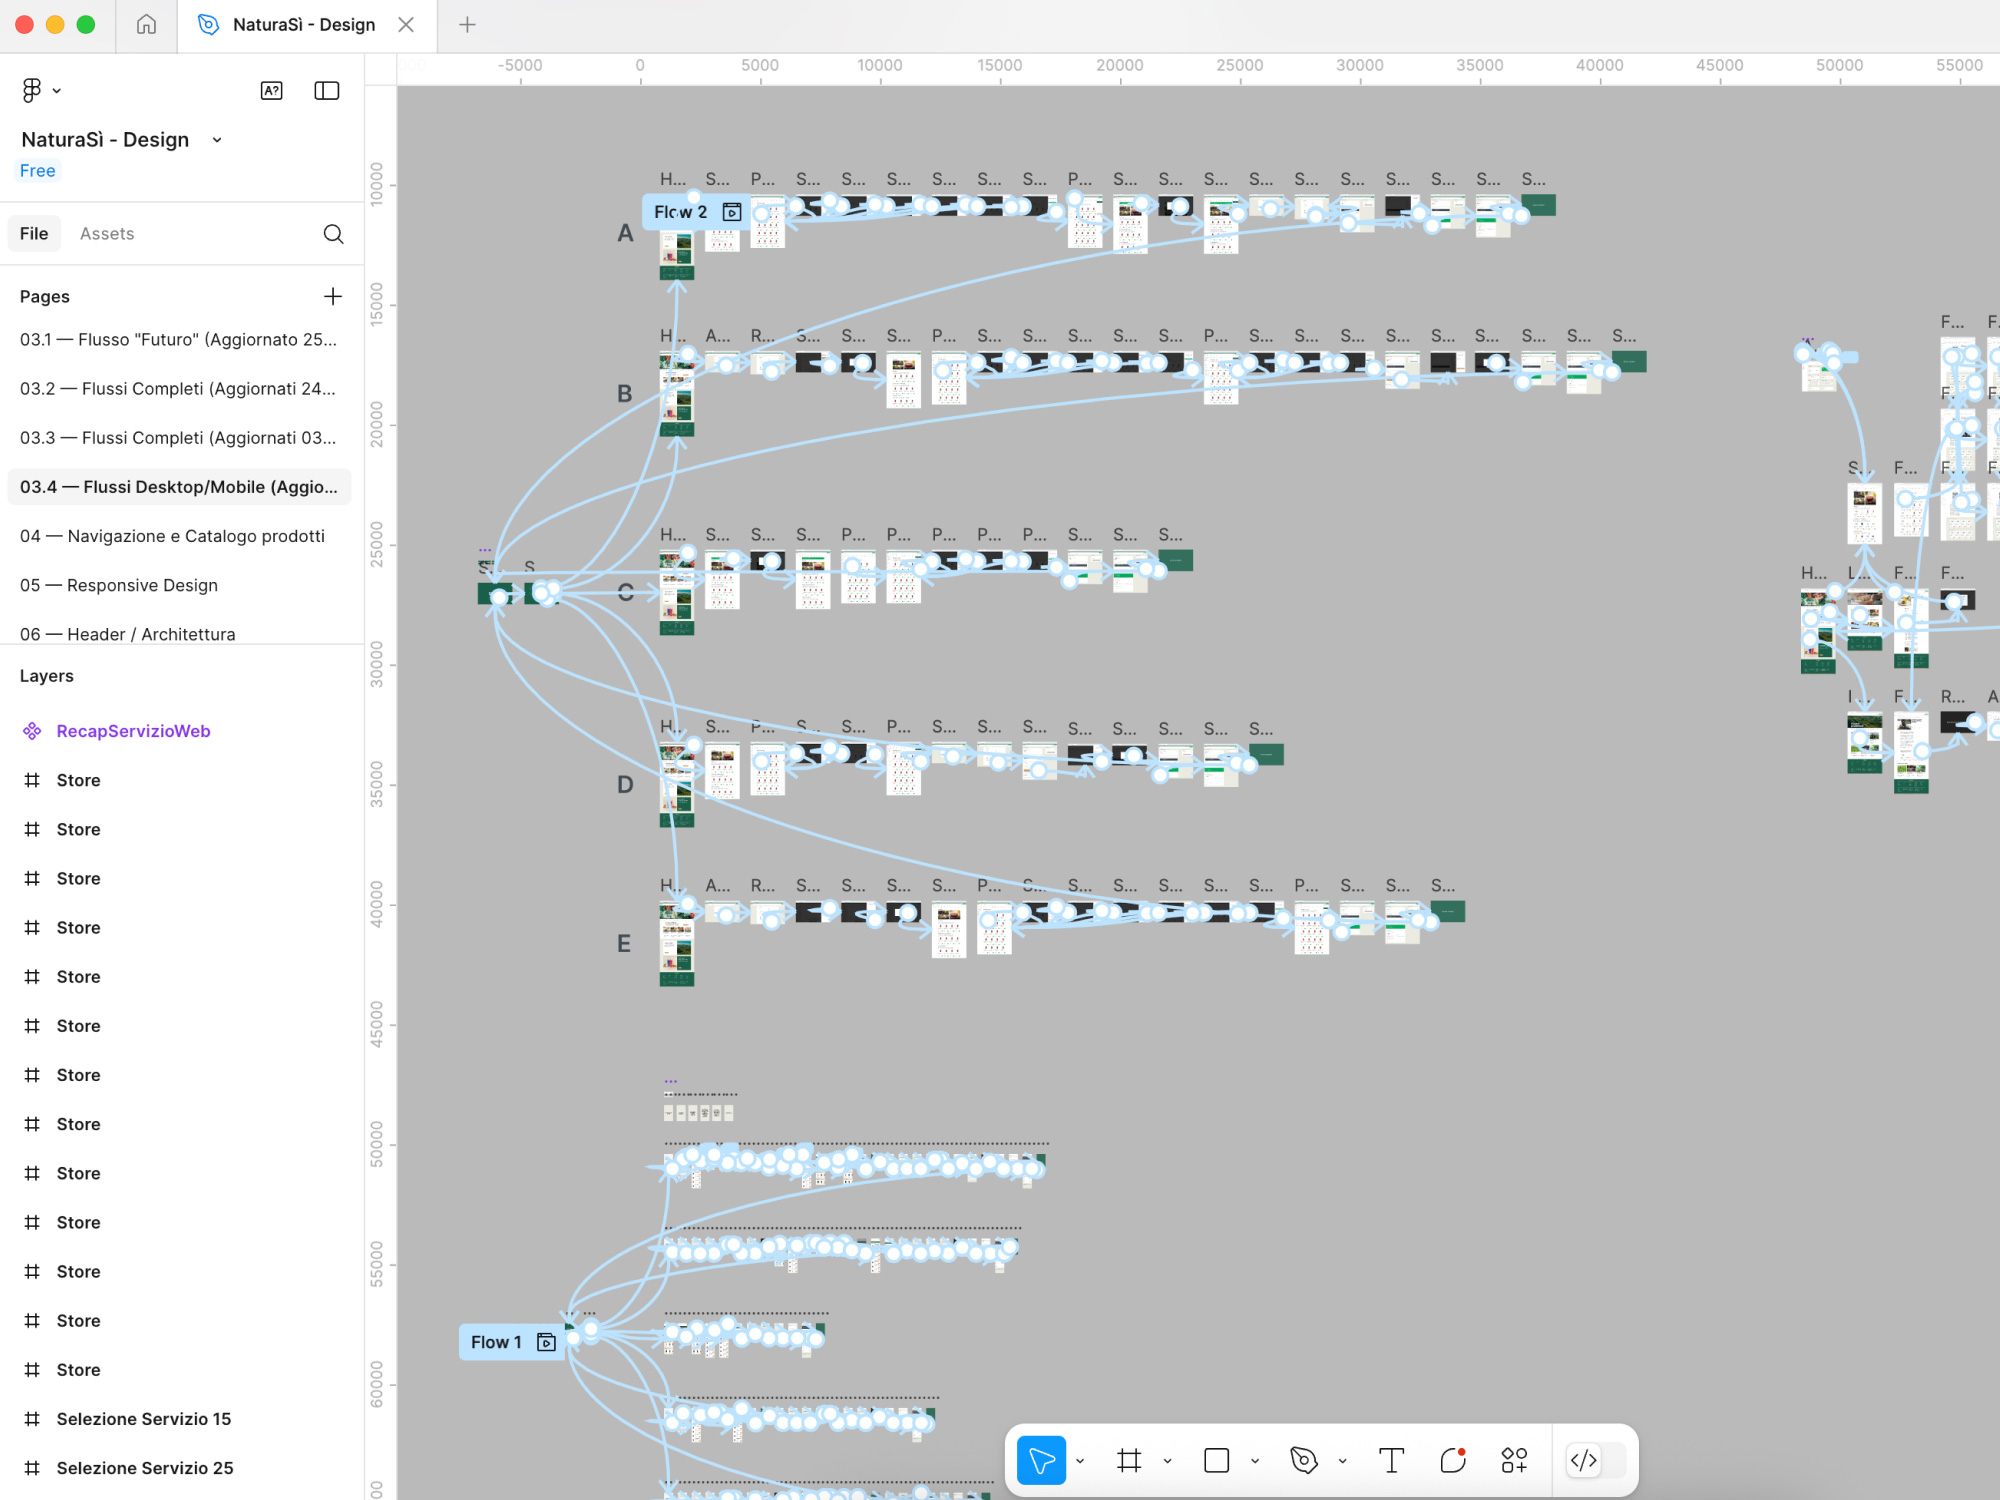 NaturaSì - Design
-5000 0 5000 10000 15000 20000 25000 30000 35000 40000 45000 50000 55000
NaturaSì - Design
Free
File Assets
Pages
03.1 — Flusso "Futuro" (Aggiornato 25...
03.2 — Flussi Completi (Aggiornati 24...
03.3 — Flussi Completi (Aggiornati 03...
03.4 — Flussi Desktop/Mobile (Aggio...
04 — Navigazione e Catalogo prodotti
05 — Responsive Design
06 — Header / Architettura
Layers
RecapServizioWeb
Store
Store
Store
Store
Store
Store
Store
Store
Store
Store
Store
Store
Store
Selezione Servizio 15
Selezione Servizio 25
10000
15000
20000
25000
30000
35000
40000
45000
50000
55000
60000
H... S... P... S... S... S... S... S... S... P... S... S... S... S... S... S... S... S... S... S...
Flow 2
A
H... A... R... S... S... S... P... S... S... S... S... S... P... S... S... S... S... S... S... S... S... S...
B
H... S... S... S... P... P... P... P... P... S... S... S...
C
H... S... P... S... S... P... S... S... S... S... S... S... S... S...
D
H... A... R... S... S... S... S... P... S... S... S... S... S... S... P... S... S... S...
E
Flow 1
F...
S... F...
H... L... F... F...
F... R...